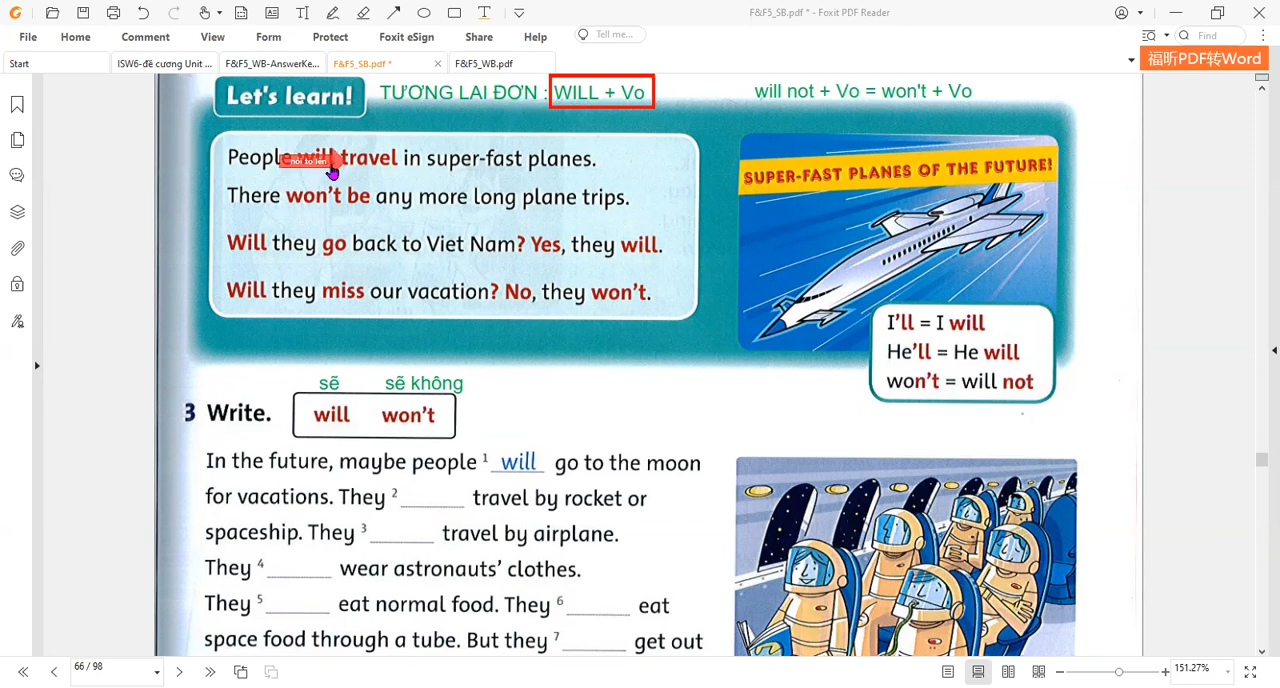 F&F5_SB.pdf * - Foxit PDF Reader
File Home Comment View Form Protect Foxit eSign Share Help Tell me... Find
Start ISW6-đề cương Unit ... F&F5_WB-AnswerKe... F&F5_SB.pdf * F&F5_WB.pdf
福昕PDF转Word
Let's learn! TƯƠNG LAI ĐƠN : WILL + Vo will not + Vo = won't + Vo
People will travel in super-fast planes.
noi to len
There won't be any more long plane trips.
Will they go back to Viet Nam? Yes, they will.
Will they miss our vacation? No, they won't.
SUPER-FAST PLANES OF THE FUTURE!
I'll = I will
He'll = He will
won't = will not
sẽ sẽ không
3 Write. will won't
In the future, maybe people ¹ will go to the moon
for vacations. They ² ______ travel by rocket or
spaceship. They ³ ______ travel by airplane.
They ⁴ ______ wear astronauts' clothes.
They ⁵ ______ eat normal food. They ⁶ ______ eat
space food through a tube. But they ⁷ ______ get out
66 / 98
151.27%